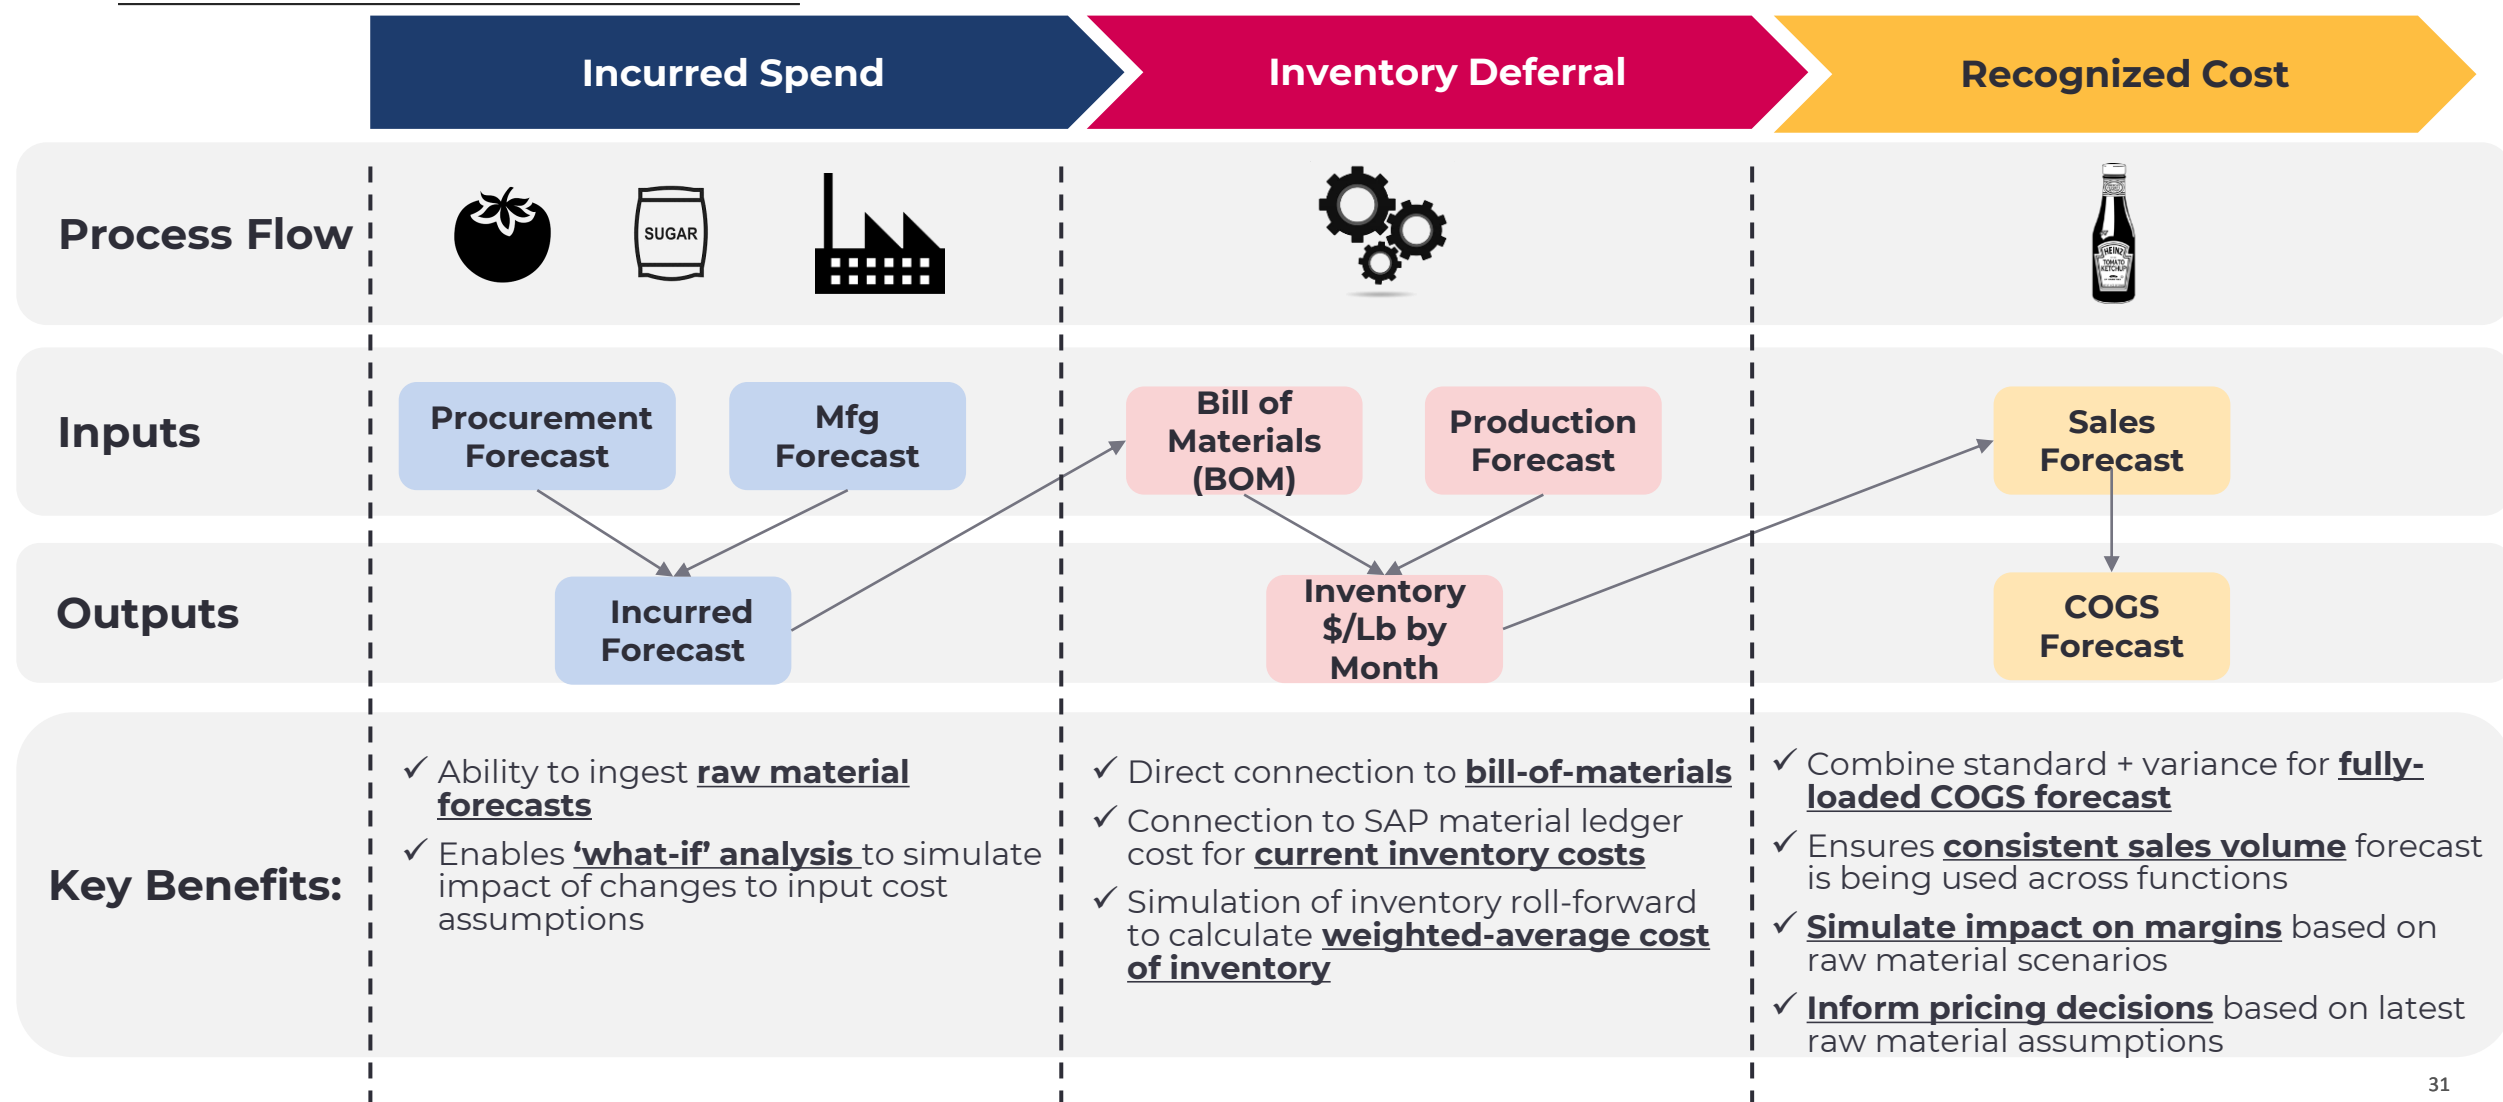 Incurred Spend
Inventory Deferral
Recognized Cost
Process Flow
SUGAR
HEINZ
TOMATO
KETCHUP
Inputs
Procurement
Forecast
Mfg
Forecast
Bill of
Materials
(BOM)
Production
Forecast
Sales
Forecast
Outputs
Incurred
Forecast
Inventory
$/Lb by
Month
COGS
Forecast
Key Benefits:
✓ Ability to ingest raw material
forecasts
✓ Enables ‘what-if’ analysis to simulate
impact of changes to input cost
assumptions
✓ Direct connection to bill-of-materials
✓ Connection to SAP material ledger
cost for current inventory costs
✓ Simulation of inventory roll-forward
to calculate weighted-average cost
of inventory
✓ Combine standard + variance for fully-
loaded COGS forecast
✓ Ensures consistent sales volume forecast
is being used across functions
✓ Simulate impact on margins based on
raw material scenarios
✓ Inform pricing decisions based on latest
raw material assumptions
31